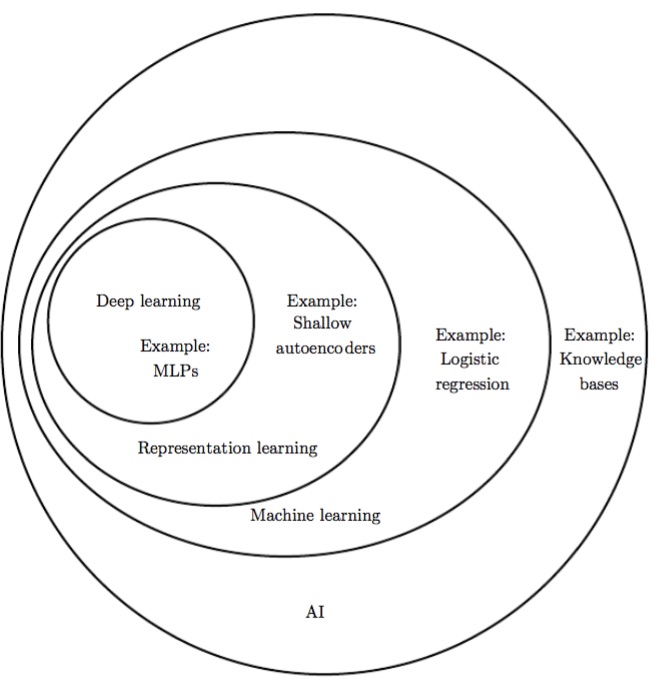 Deep learning
Example:
MLPs
Example:
Shallow
autoencoders
Example:
Logistic
regression
Example:
Knowledge
bases
Representation learning
Machine learning
AI